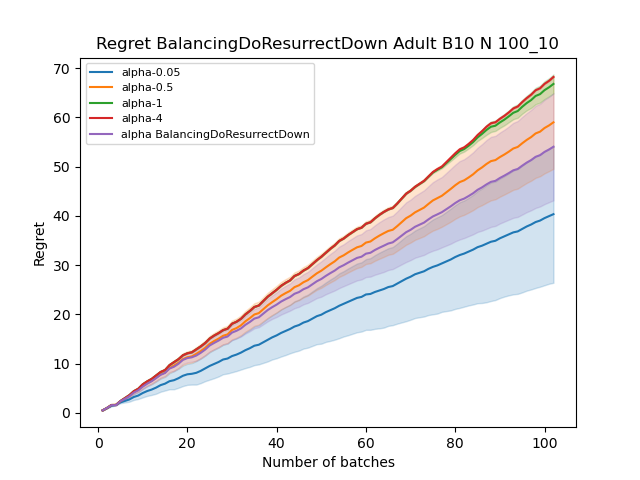 Regret BalancingDoResurrectDown Adult B10 N 100_10
alpha-0.05
alpha-0.5
alpha-1
alpha-4
alpha BalancingDoResurrectDown
Regret
70
60
50
40
30
20
10
0
0 20 40 60 80 100
Number of batches